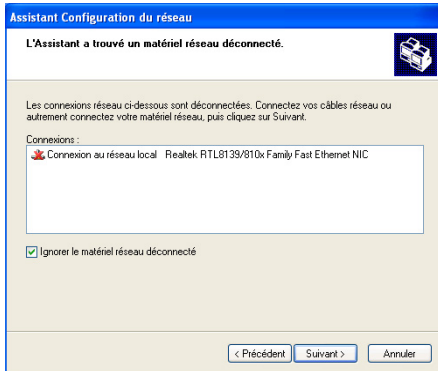 Assistant Configuration du réseau
L'Assistant a trouvé un matériel réseau déconnecté.
Les connexions réseau ci-dessous sont déconnectées. Connectez vos câbles réseau ou
autrement connectez votre matériel réseau, puis cliquez sur Suivant.
Connexions :
Connexion au réseau local Realtek RTL8139/810x Family Fast Ethernet NIC
Ignorer le matériel réseau déconnecté
< Précédent
Suivant >
Annuler